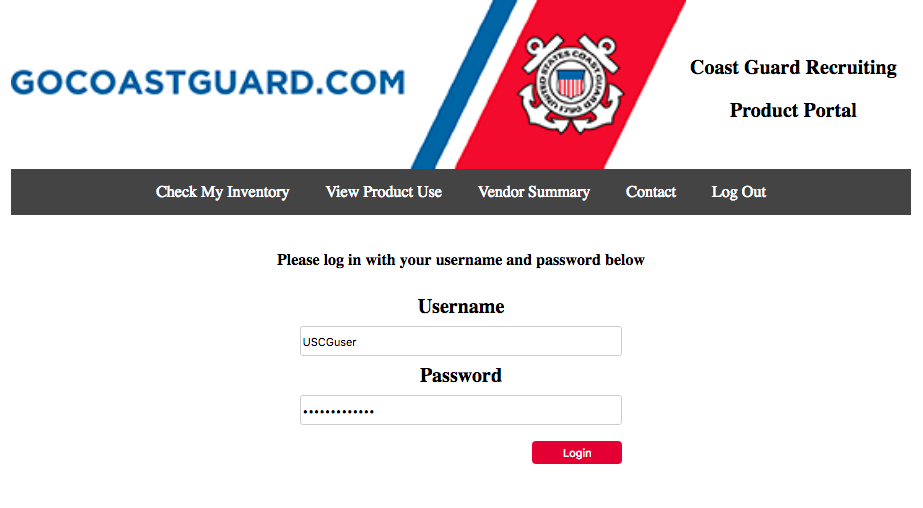 GOCOASTGUARD.COM
UNITED STATES COAST GUARD
1790
Coast Guard Recruiting
Product Portal
Check My Inventory View Product Use Vendor Summary Contact Log Out
Please log in with your username and password below
Username
USCGuser
Password
•••••••••••••
Login